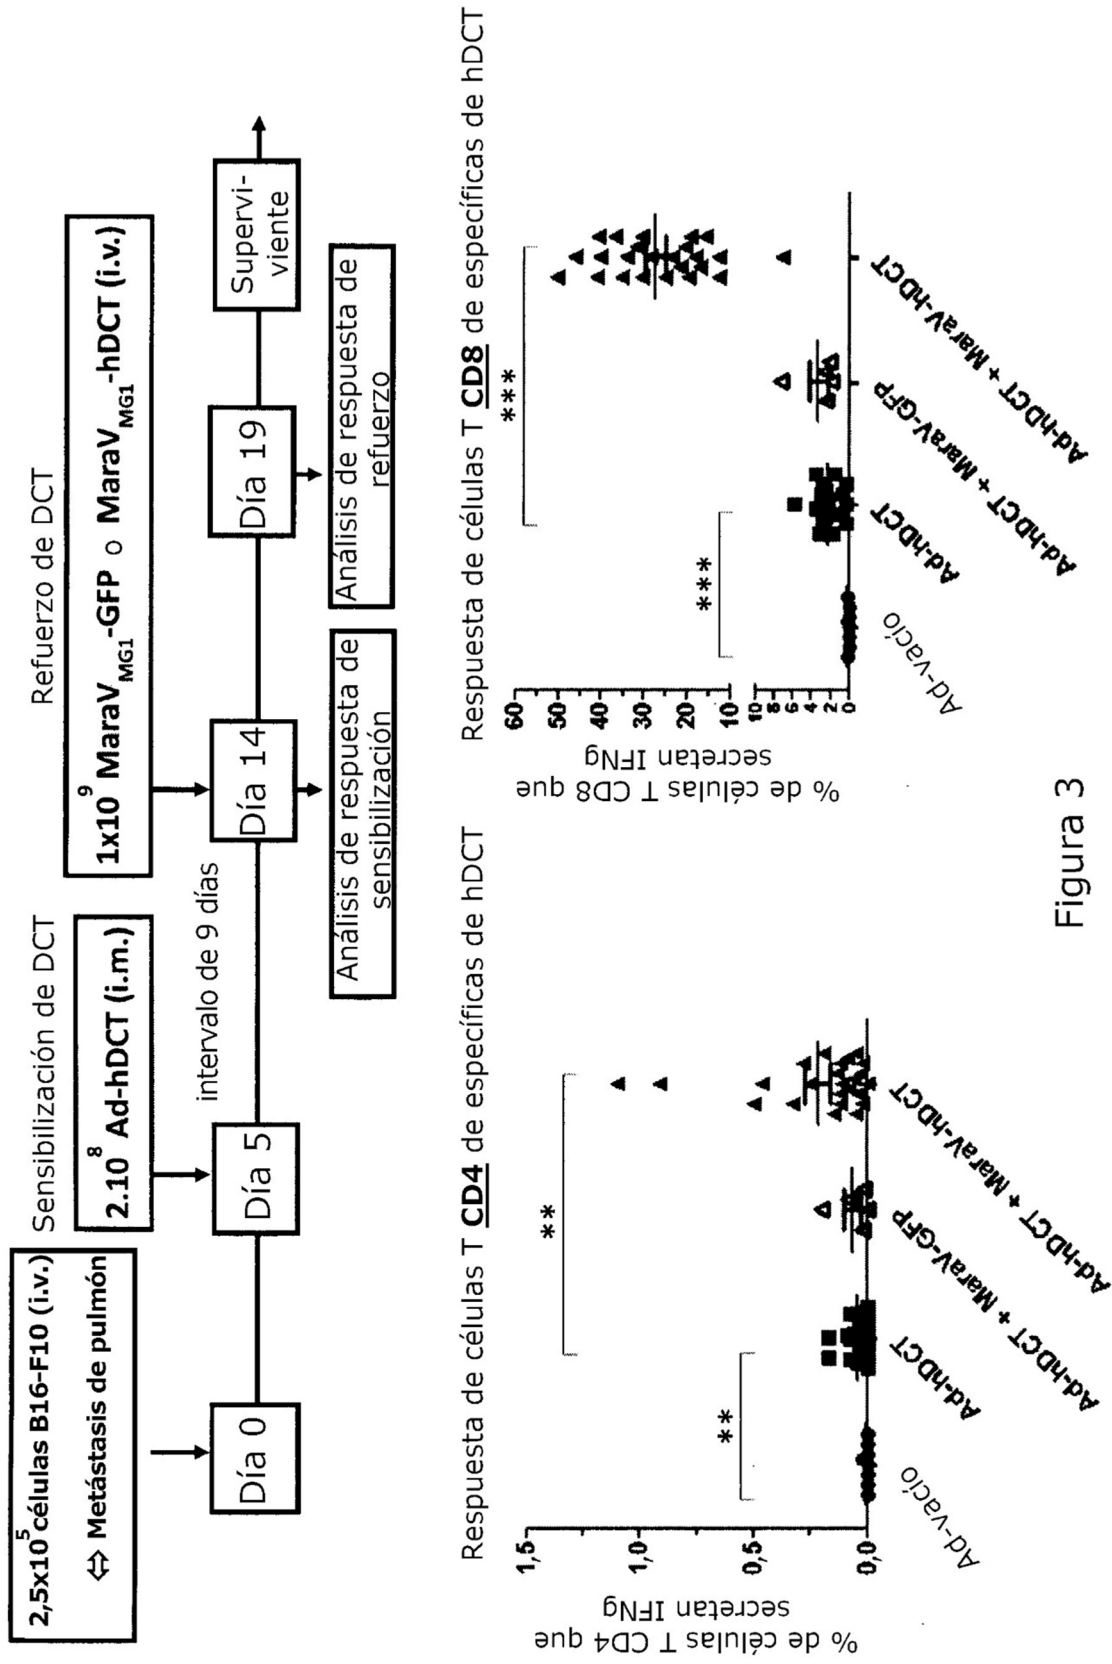 2,5x10⁵ células B16-F10 (i.v.)
⇔ Metástasis de pulmón
Sensibilización de DCT
2.10⁸ Ad-hDCT (i.m.)
Refuerzo de DCT
1x10⁹ MaraV_MG1-GFP o MaraV_MG1-hDCT (i.v.)
Día 0
Día 5
intervalo de 9 días
Día 14
Día 19
Supervi-
viente
Análisis de respuesta de
sensibilización
Análisis de respuesta de
refuerzo
Respuesta de células T CD4 de específicas de hDCT
% de células T CD4 que
secretan IFNg
1,5
1,0
0,5
0,0
**
**
Ad-vació
Ad-hDCT
Ad-hDCT + MaraV-GFP
Ad-hDCT + MaraV-hDCT
Respuesta de células T CD8 de específicas de hDCT
% de células T CD8 que
secretan IFNg
60
50
40
30
20
10
10
8
6
4
2
0
***
***
Ad-vació
Ad-hDCT
Ad-hDCT + MaraV-GFP
Ad-hDCT + MaraV-hDCT
Figura 3